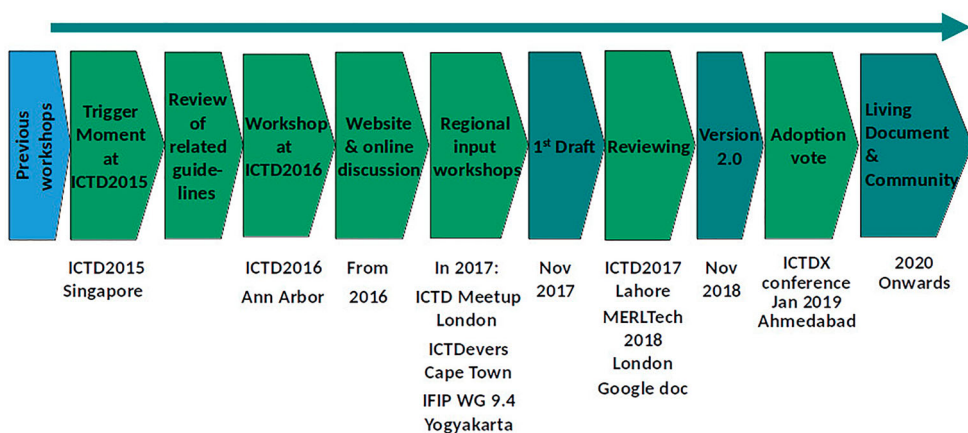 Previous
workshops
Trigger
Moment
at
ICTD2015
Review
of
related
guide-
lines
Workshop
at
ICTD2016
Website
& online
discussion
Regional
input
workshops
1st Draft
Reviewing
Version
2.0
Adoption
vote
Living
Document
&
Community
ICTD2015
Singapore
ICTD2016
Ann Arbor
From
2016
In 2017:
ICTD Meetup
London
ICTDevers
Cape Town
IFIP WG 9.4
Yogyakarta
Nov
2017
ICTD2017
Lahore
MERLTech
2018
London
Google doc
Nov
2018
ICTDX
conference
Jan 2019
Ahmedabad
2020
Onwards